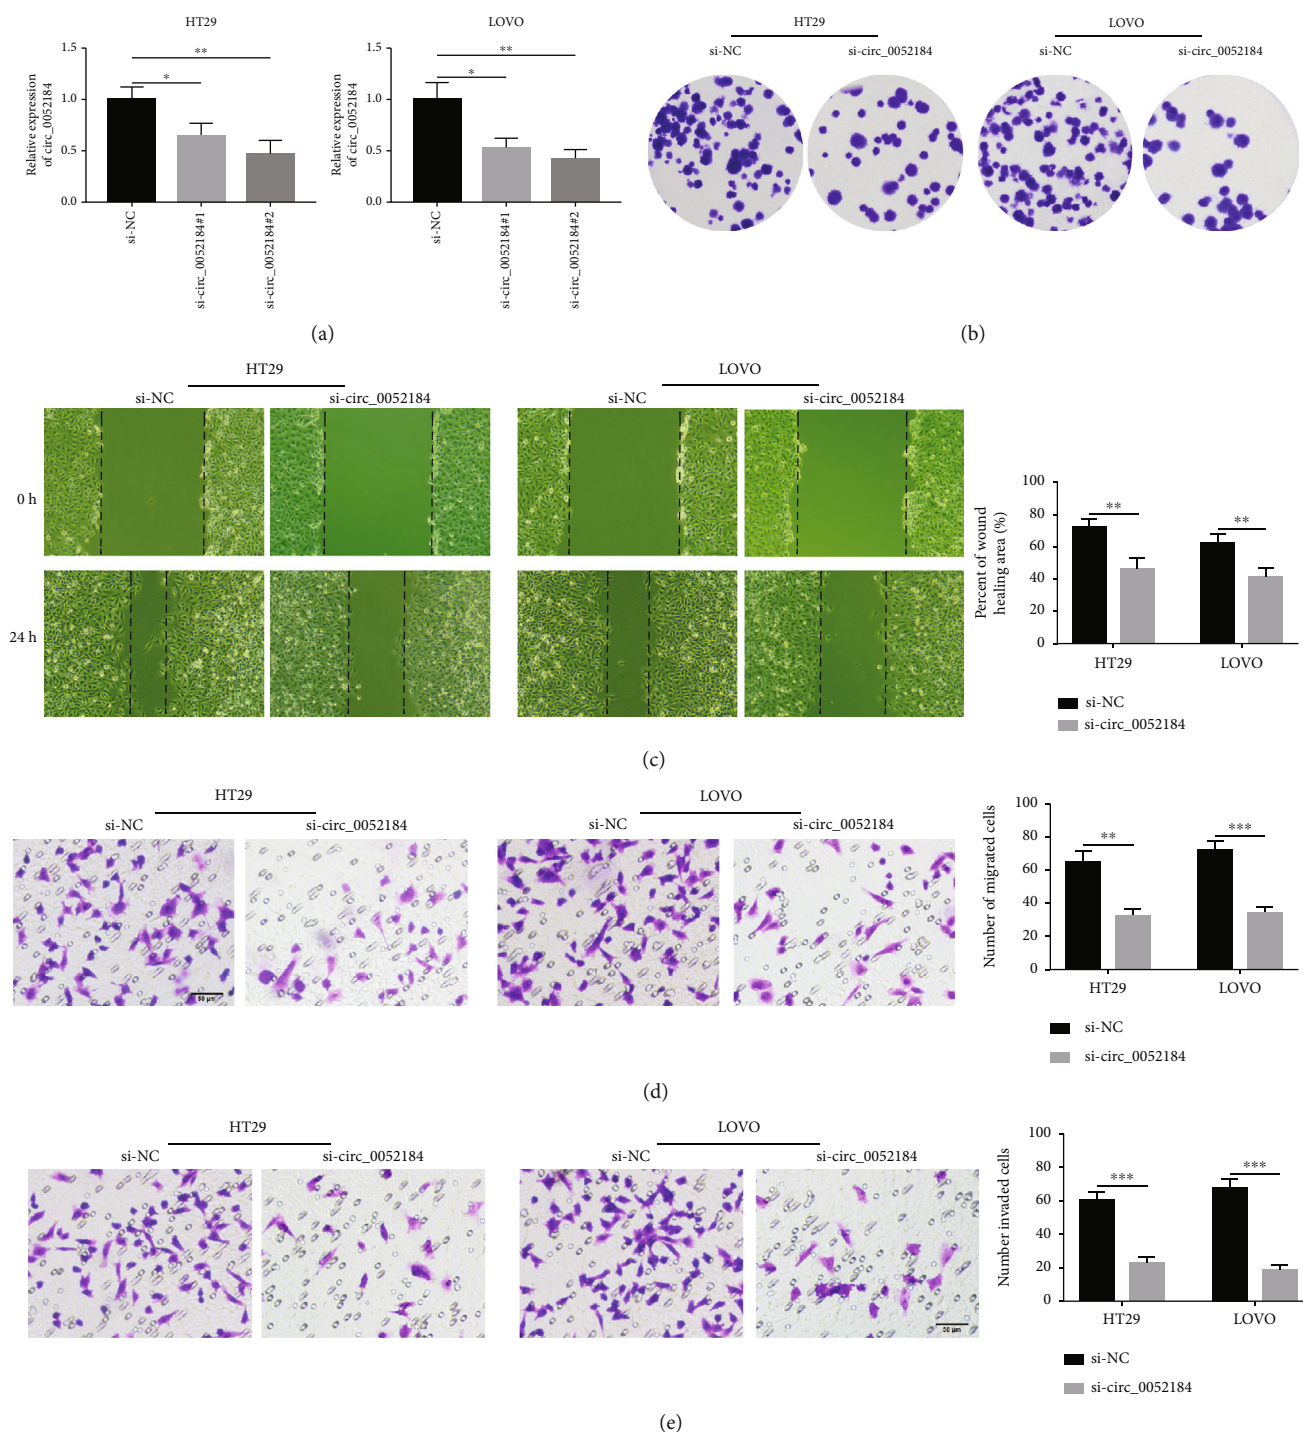 HT29
LOVO
Relative expression
of circ_0052184
1.5
1.0
0.5
0.0
**
*
si-NC
si-circ_0052184#1
si-circ_0052184#2
Relative expression
of circ_0052184
1.5
1.0
0.5
0.0
**
*
si-NC
si-circ_0052184#1
si-circ_0052184#2
(a)
HT29
LOVO
si-NC
si-circ_0052184
si-NC
si-circ_0052184
(b)
HT29
LOVO
si-NC
si-circ_0052184
si-NC
si-circ_0052184
0 h
24 h
Percent of wound
healing area (%)
100
80
60
40
20
0
**
**
HT29
LOVO
si-NC
si-circ_0052184
(c)
HT29
LOVO
si-NC
si-circ_0052184
si-NC
si-circ_0052184
50 μm
Number of migrated cells
100
80
60
40
20
0
**
***
HT29
LOVO
si-NC
si-circ_0052184
(d)
HT29
LOVO
si-NC
si-circ_0052184
si-NC
si-circ_0052184
50 μm
Number invaded cells
100
80
60
40
20
0
***
***
HT29
LOVO
si-NC
si-circ_0052184
(e)